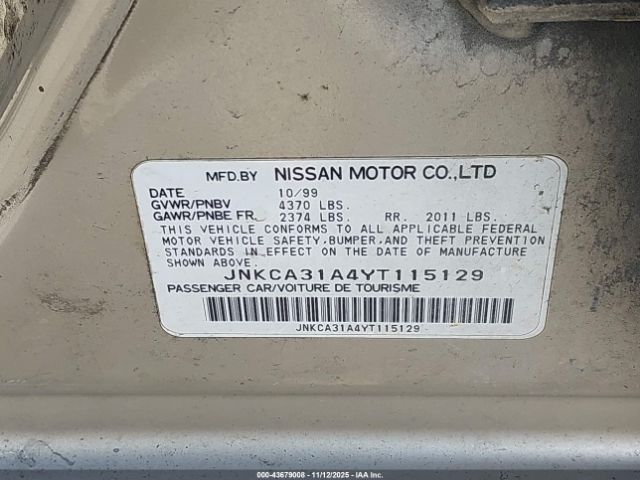 MFD.BY NISSAN MOTOR CO.,LTD
DATE 10/99
GVWR/PNBV 4370 LBS.
GAWR/PNBE FR. 2374 LBS. RR. 2011 LBS.
THIS VEHICLE CONFORMS TO ALL APPLICABLE FEDERAL
MOTOR VEHICLE SAFETY, BUMPER, AND THEFT PREVENTION
STANDARDS IN EFFECT ON THE DATE OF MANUFACTURE
SHOWN ABOVE.
JNKCA31A4YT115129
PASSENGER CAR/VOITURE DE TOURISME
JNKCA31A4YT115129
000-43679008 - 11/12/2025 - IAA Inc.